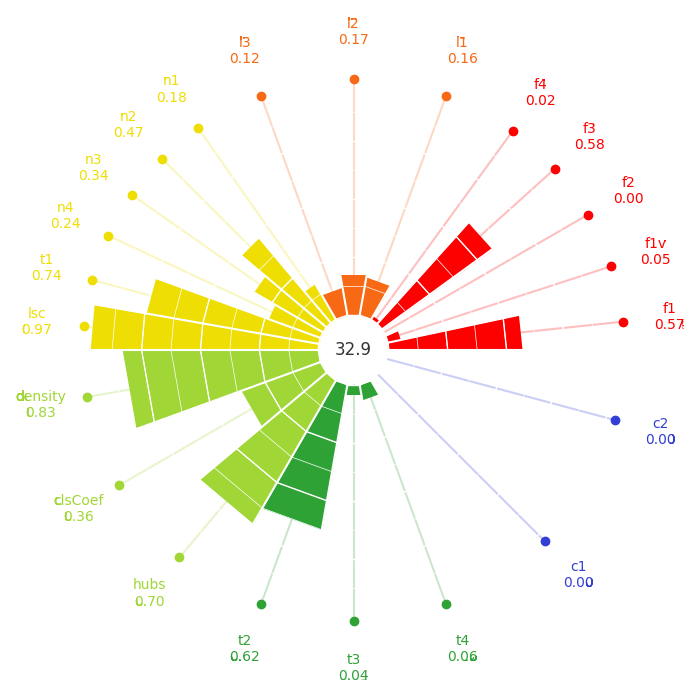 l2
0.17
l3
0.12
l1
0.16
n1
0.18
f4
0.02
n2
0.47
f3
0.58
n3
0.34
f2
0.00
n4
0.24
f1v
0.05
t1
0.74
lsc
0.97
f1
0.57
32.9
density
0.83
c2
0.00
clsCoef
0.36
c1
0.00
hubs
0.70
t2
0.62
t3
0.04
t4
0.06